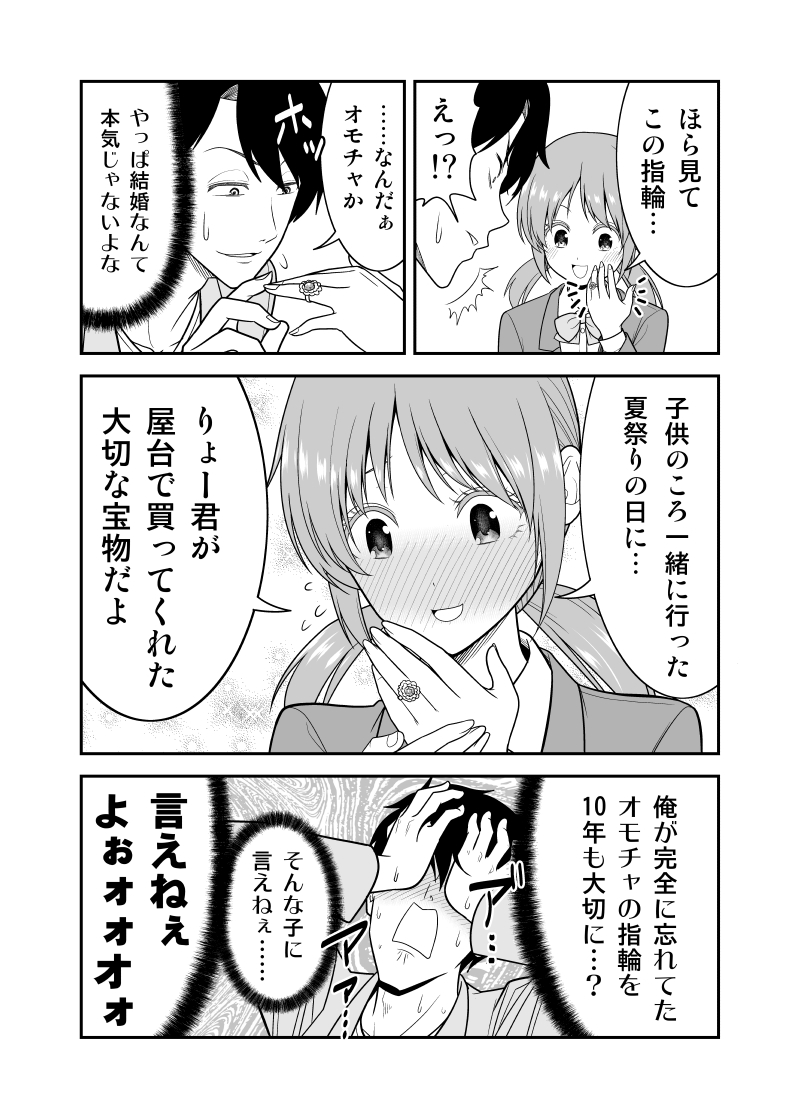 ほら見て
この指輪…
えっ!?
……なんだぁ
オモチャか
ホッ
やっぱ結婚なんて
本気じゃないよな
子供のころ一緒に行った
夏祭りの日に…
りょー君が
屋台で買ってくれた
大切な宝物だよ
俺が完全に忘れてた
オモチャの指輪を
10年も大切に…?
ブ…
そんな子に
言えねぇ……
アアア…
言えねぇ
よぉォォオォ